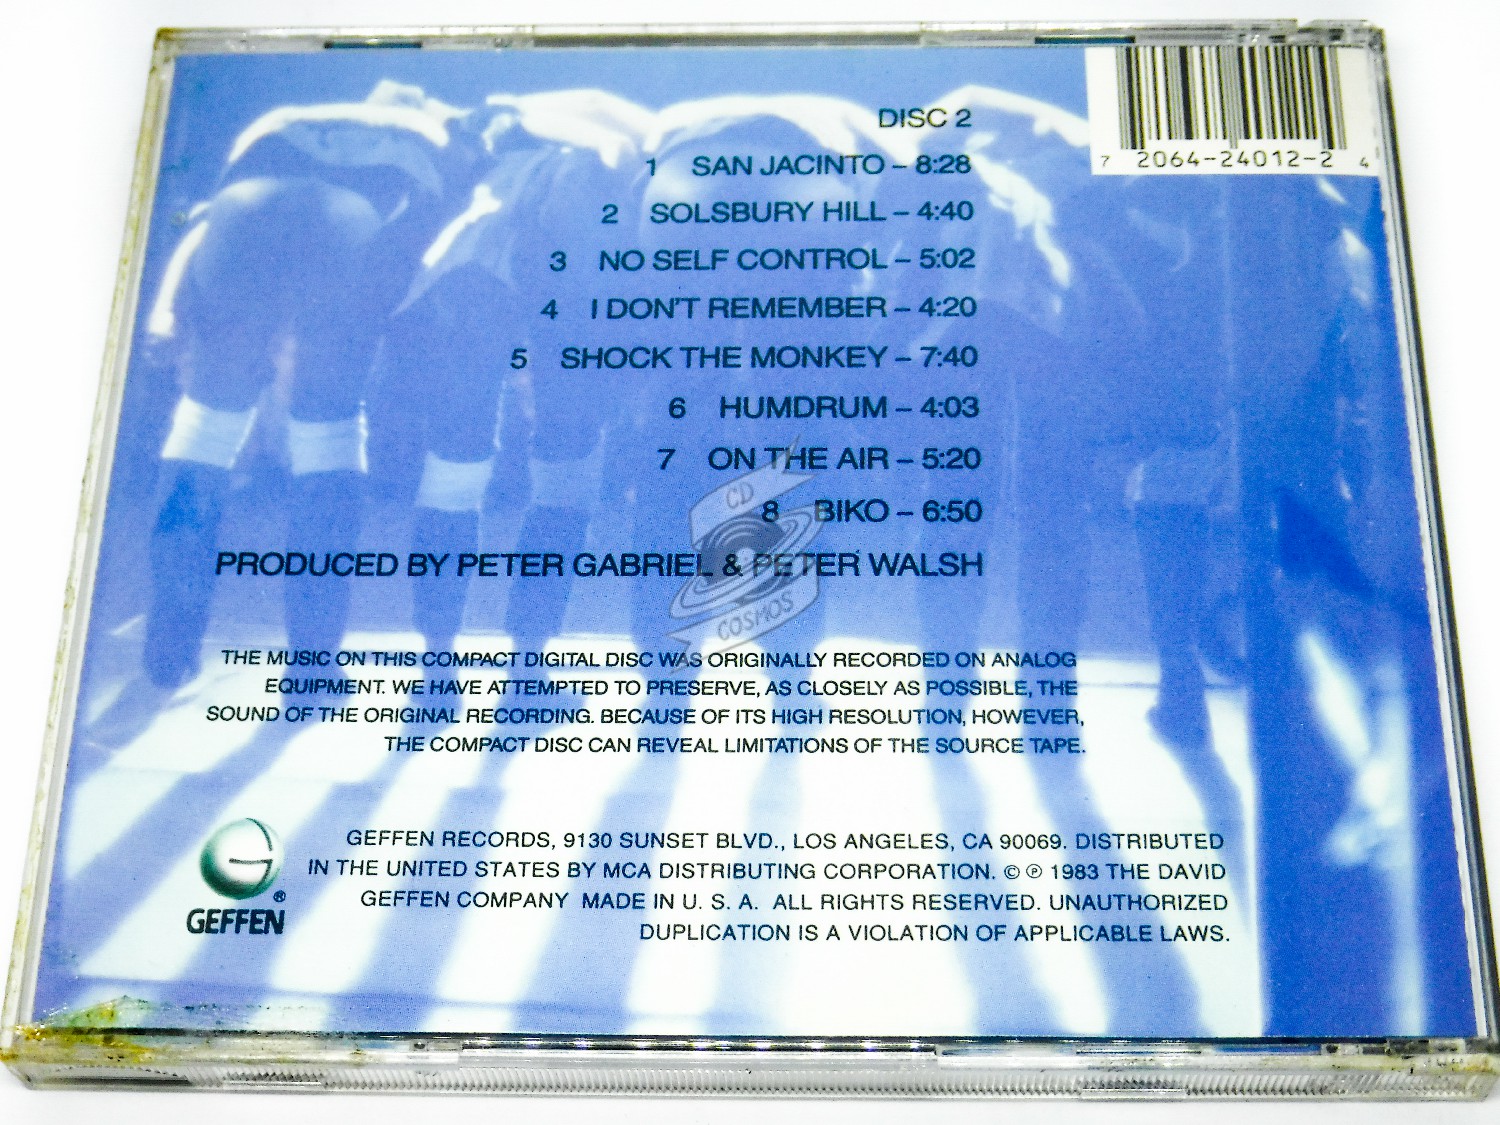 DISC 2
1 SAN JACINTO – 8:28
2 SOLSBURY HILL – 4:40
3 NO SELF CONTROL – 5:02
4 I DON'T REMEMBER – 4:20
5 SHOCK THE MONKEY – 7:40
6 HUMDRUM – 4:03
7 ON THE AIR – 5:20
8 BIKO – 6:50
PRODUCED BY PETER GABRIEL & PETER WALSH
7 2064-24012-2 4
CD
COSMOS
THE MUSIC ON THIS COMPACT DIGITAL DISC WAS ORIGINALLY RECORDED ON ANALOG
EQUIPMENT. WE HAVE ATTEMPTED TO PRESERVE, AS CLOSELY AS POSSIBLE, THE
SOUND OF THE ORIGINAL RECORDING. BECAUSE OF ITS HIGH RESOLUTION, HOWEVER,
THE COMPACT DISC CAN REVEAL LIMITATIONS OF THE SOURCE TAPE.
G
®
GEFFEN
GEFFEN RECORDS, 9130 SUNSET BLVD., LOS ANGELES, CA 90069. DISTRIBUTED
IN THE UNITED STATES BY MCA DISTRIBUTING CORPORATION. © ℗ 1983 THE DAVID
GEFFEN COMPANY MADE IN U. S. A. ALL RIGHTS RESERVED. UNAUTHORIZED
DUPLICATION IS A VIOLATION OF APPLICABLE LAWS.